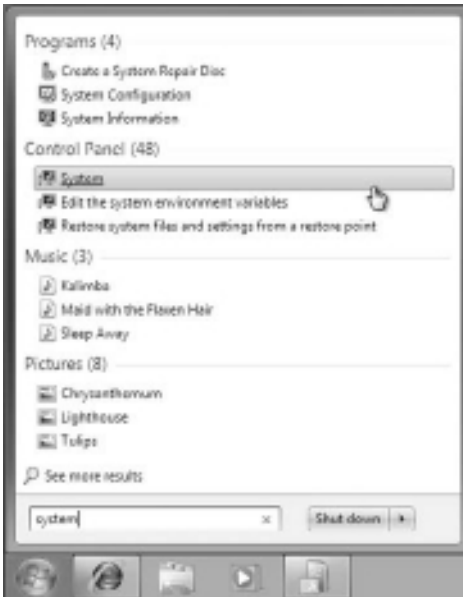 Programs (4)
Create a System Repair Disc
System Configuration
System Information
Control Panel (48)
System
Edit the system environment variables
Restore system files and settings from a restore point
Music (3)
Kalimba
Maid with the Flaxen Hair
Sleep Away
Pictures (8)
Chrysanthemum
Lighthouse
Tulips
See more results
system
Shut down